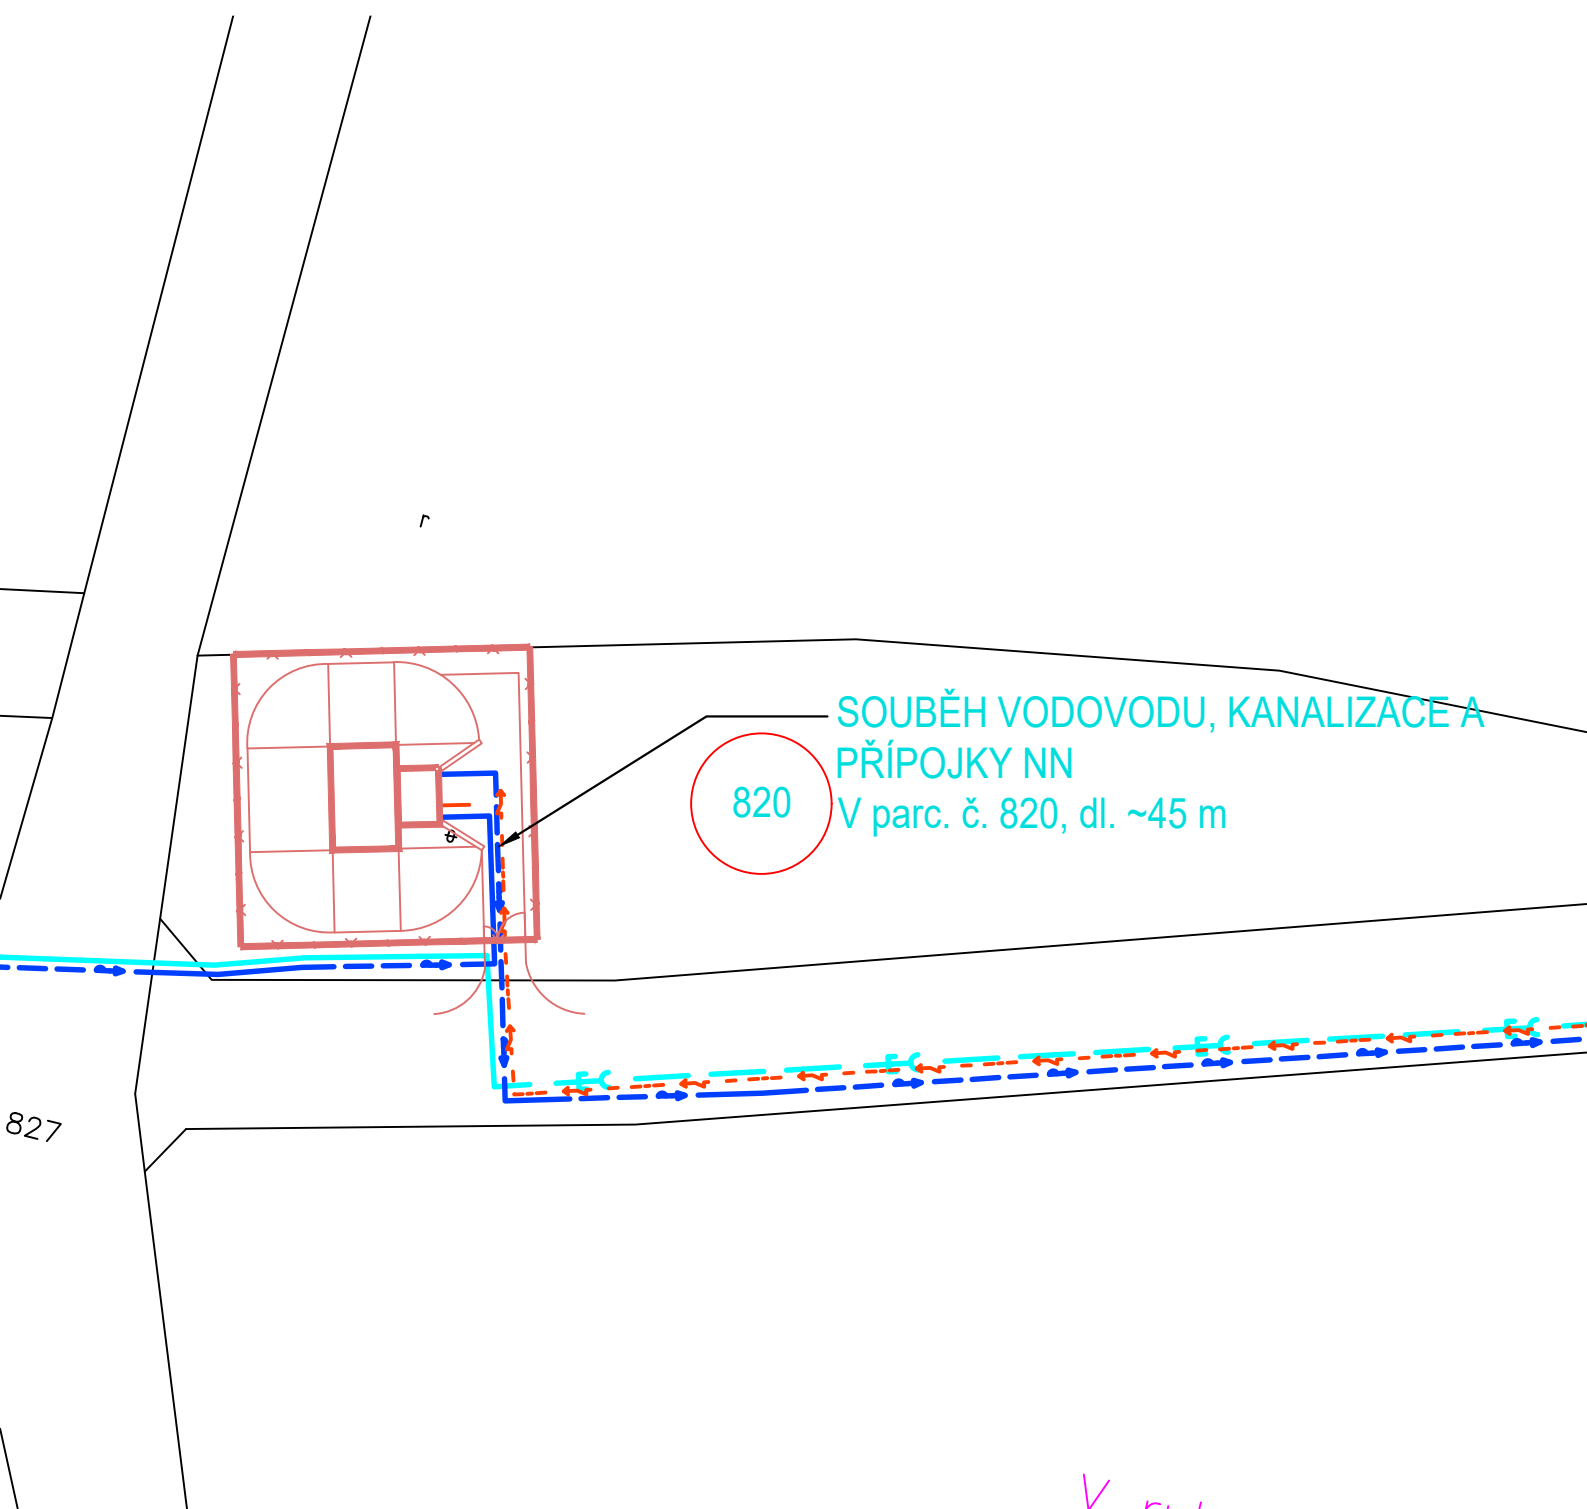 SOUBĚH VODOVODU, KANALIZACE A
PŘÍPOJKY NN
820
V parc. č. 820, dl. ~45 m
827